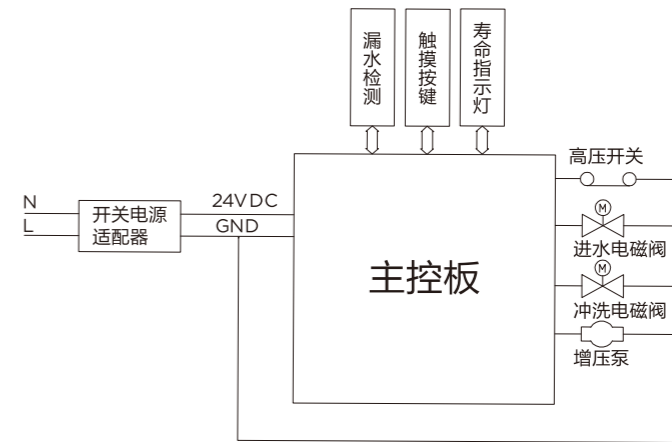 漏水检测
触摸按键
寿命指示灯
高压开关
N
24VDC
开关电源
适配器
L
GND
M
进水电磁阀
主控板
M
冲洗电磁阀
增压泵